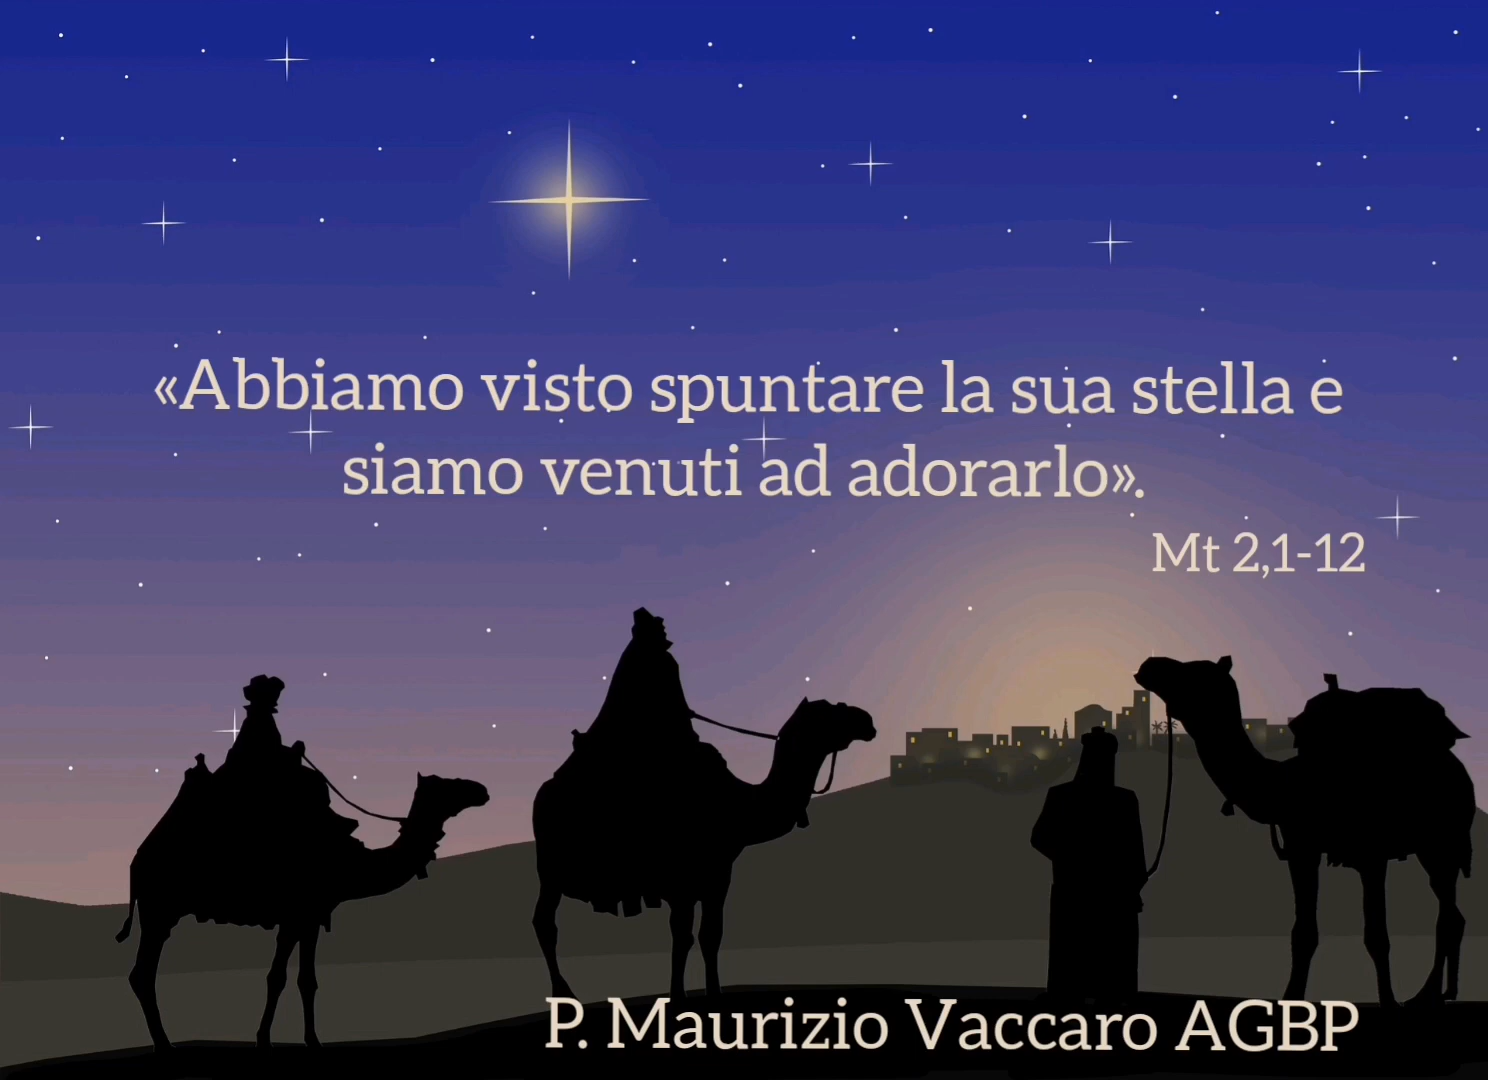 «Abbiamo visto spuntare la sua stella e
siamo venuti ad adorarlo».
Mt 2,1-12
P. Maurizio Vaccaro AGBP